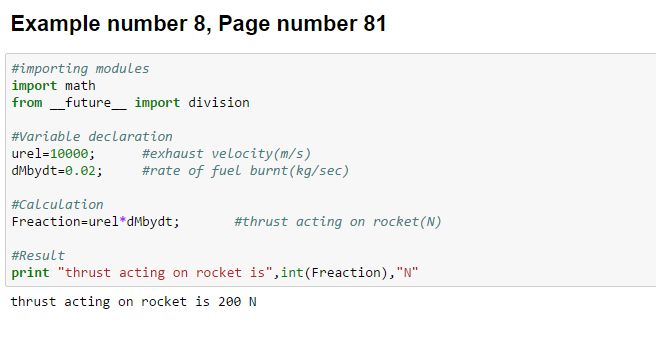 Example number 8, Page number 81
#importing modules
import math
from __future__ import division
#Variable declaration
urel=10000;      #exhaust velocity(m/s)
dMbydt=0.02;     #rate of fuel burnt(kg/sec)
#Calculation
Freaction=urel*dMbydt;       #thrust acting on rocket(N)
#Result
print "thrust acting on rocket is",int(Freaction),"N"
thrust acting on rocket is 200 N